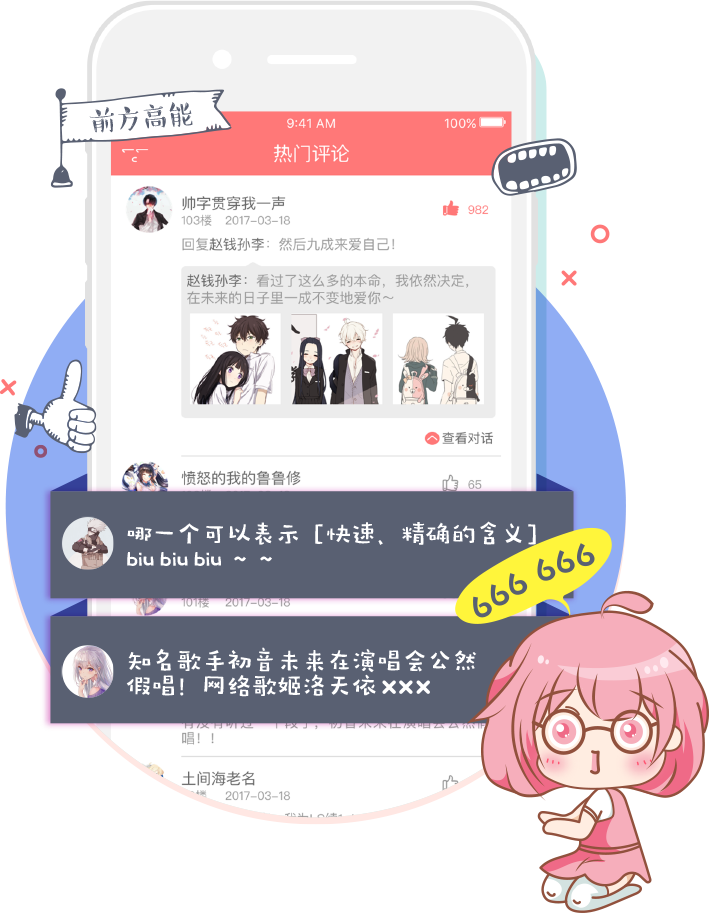 前方高能
9:41 AM
100%
热门评论
帅字贯穿我一声
982
103楼 2017-03-18
回复赵钱孙李：然后九成来爱自己！
赵钱孙李：看过了这么多的本命，我依然决定，
在未来的日子里一成不变地爱你～
查看对话
愤怒的我的鲁鲁修
65
哪一个可以表示［快速、精确的含义］
biu biu biu ~ ~
666 666
101楼 2017-03-18
知名歌手初音未来在演唱会公然
假唱！网络歌姬洛天依×××
唱！！
土间海老名
2017-03-18